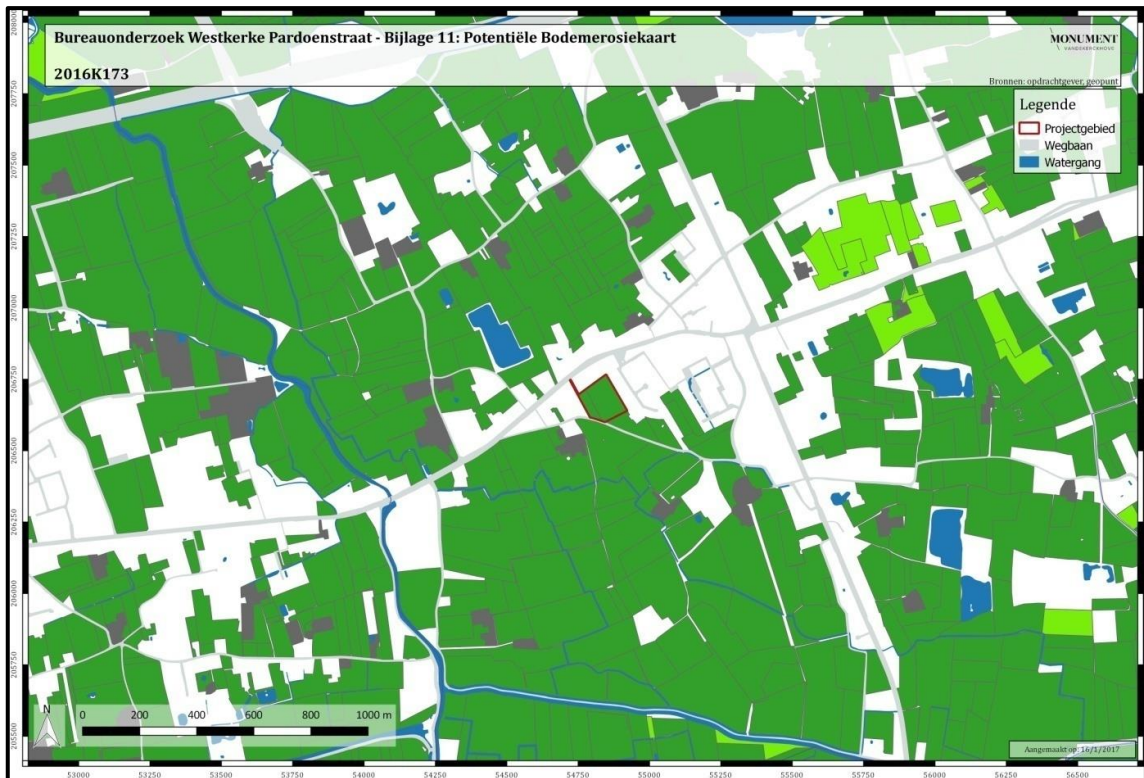 Bureauonderzoek Westkerke Pardoenstraat - Bijlage 11: Potentiële Bodemerosiekaart
2016K173
MONUMENT
VANDEKERCKHOVE
Bronnen: opdrachtgever, geopunt
Legende
Projectgebied
Wegbaan
Watergang
208000
207750
207500
207250
207000
206750
206500
206250
206000
205750
205500
N
0 200 400 600 800 1000 m
Aangemaakt op: 16/1/2017
53000 53250 53500 53750 54000 54250 54500 54750 55000 55250 55500 55750 56000 56250 56500